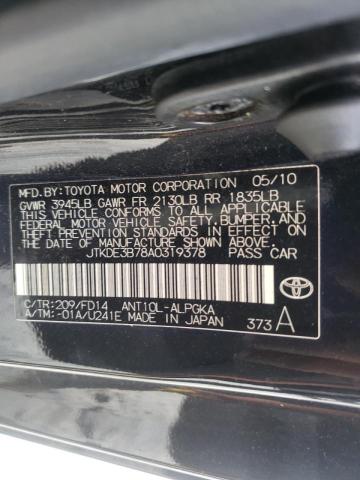 MFD.BY:TOYOTA MOTOR CORPORATION 05/10
GVWR 3945LB GAWR FR 2130LB RR 1835LB
THIS VEHICLE CONFORMS TO ALL APPLICABLE
FEDERAL MOTOR VEHICLE SAFETY, BUMPER, AND
THEFT PREVENTION STANDARDS IN EFFECT ON
THE DATE OF MANUFACTURE SHOWN ABOVE.
JTKDE3B78A0319378 PASS CAR
C/TR:209/FD14 ANT10L-ALPGKA
A/TM:-01A/U241E MADE IN JAPAN 373A